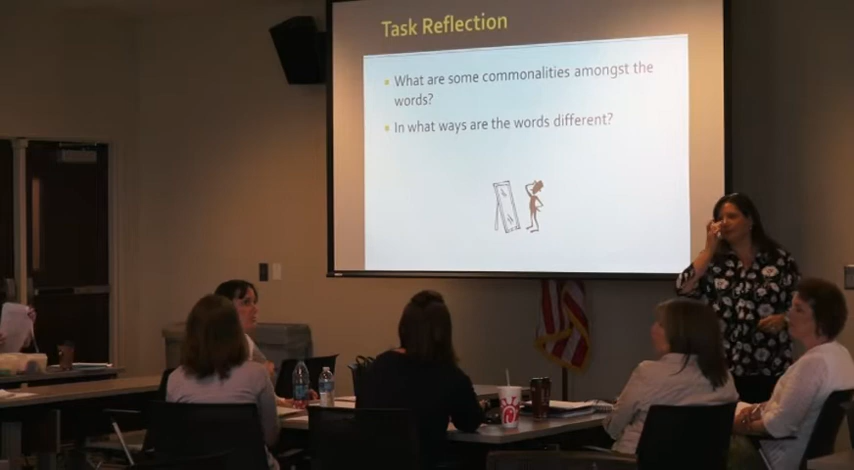 Task Reflection
What are some commonalities amongst the
words?
In what ways are the words different?